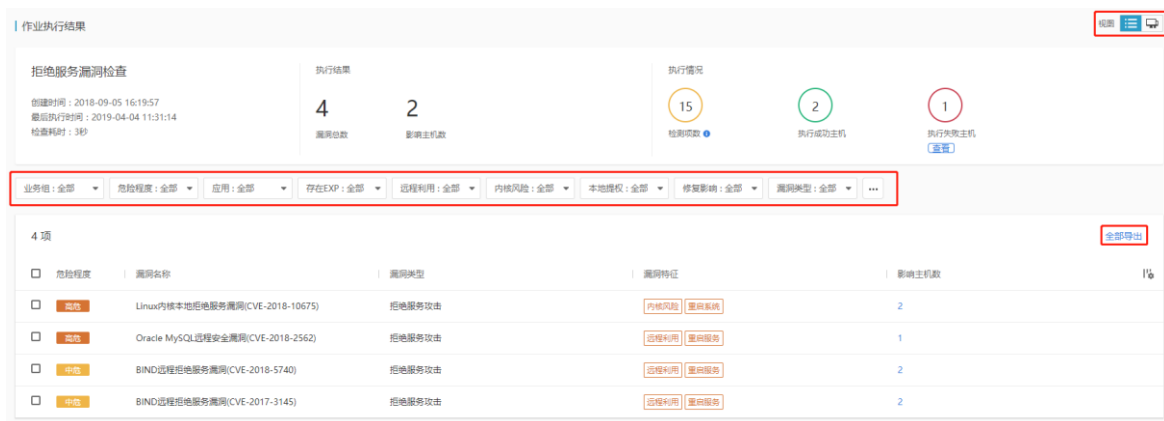 作业执行结果
视图
拒绝服务漏洞检查
创建时间：2018-09-05 16:19:57
最后执行时间：2019-04-04 11:31:14
检查耗时：3秒
执行结果
4 2
漏洞总数 影响主机数
执行情况
15 2 1
检测项数 执行成功主机 执行失败主机
查看
业务组：全部 危险程度：全部 应用：全部 存在EXP：全部 远程利用：全部 内核风险：全部 本地提权：全部 修复影响：全部 漏洞类型：全部 ...
4 项 全部导出
危险程度 漏洞名称 漏洞类型 漏洞特征 影响主机数
高危 Linux内核本地拒绝服务漏洞(CVE-2018-10675) 拒绝服务攻击 内核风险 重启系统 2
高危 Oracle MySQL远程安全漏洞(CVE-2018-2562) 拒绝服务攻击 远程利用 重启服务 1
中危 BIND远程拒绝服务漏洞(CVE-2018-5740) 拒绝服务攻击 远程利用 重启服务 2
中危 BIND远程拒绝服务漏洞(CVE-2017-3145) 拒绝服务攻击 远程利用 重启服务 2